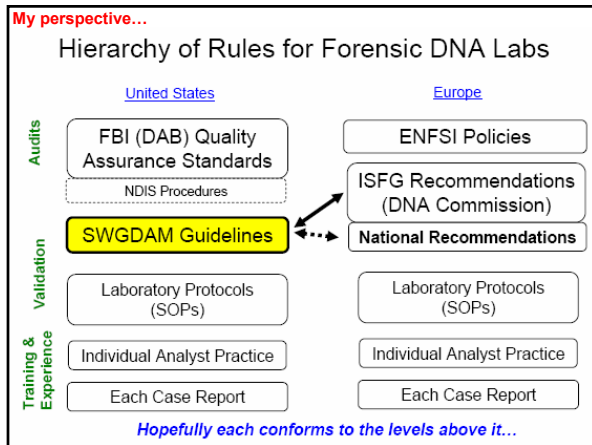 My perspective…
Hierarchy of Rules for Forensic DNA Labs
United States
Europe
Audits
FBI (DAB) Quality
Assurance Standards
NDIS Procedures
ENFSI Policies
ISFG Recommendations
(DNA Commission)
SWGDAM Guidelines
National Recommendations
Validation
Laboratory Protocols
(SOPs)
Laboratory Protocols
(SOPs)
Training &
Experience
Individual Analyst Practice
Individual Analyst Practice
Each Case Report
Each Case Report
Hopefully each conforms to the levels above it…